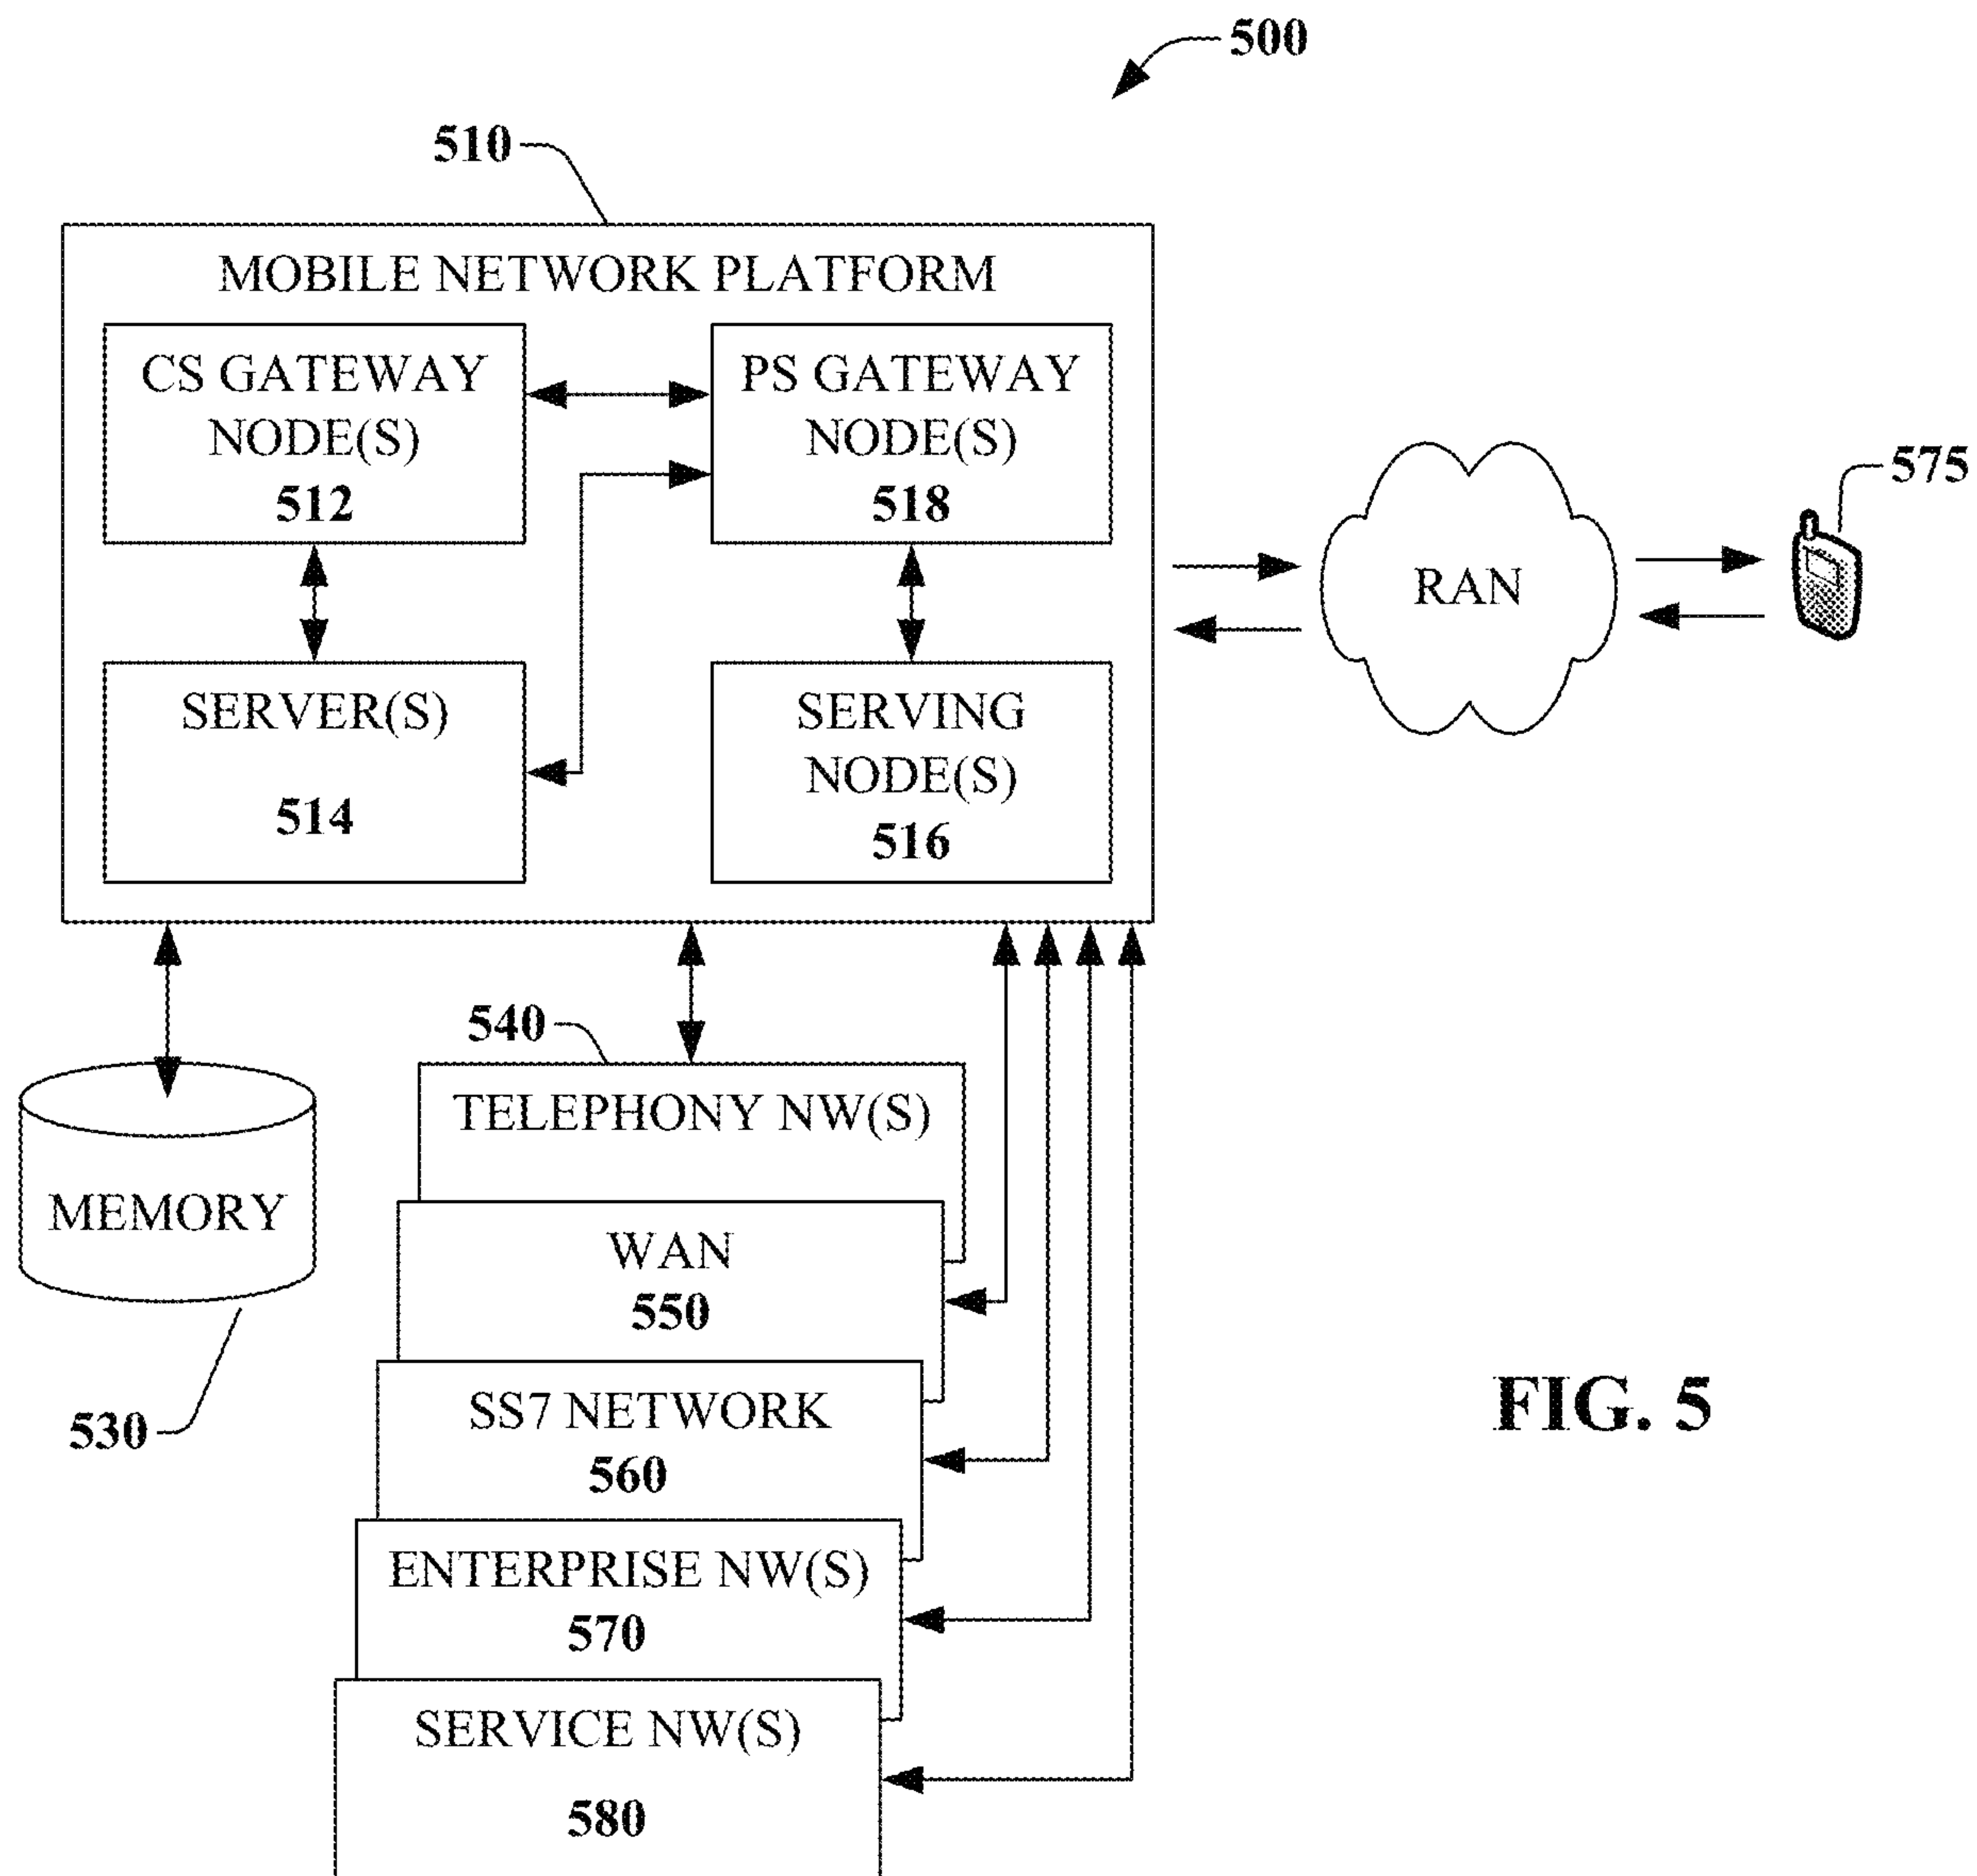 500
510
MOBILE NETWORK PLATFORM
CS GATEWAY
NODE(S)
512
PS GATEWAY
NODE(S)
518
SERVER(S)
514
SERVING
NODE(S)
516
RAN
575
540
TELEPHONY NW(S)
MEMORY
530
WAN
550
SS7 NETWORK
560
ENTERPRISE NW(S)
570
SERVICE NW(S)
580
FIG. 5